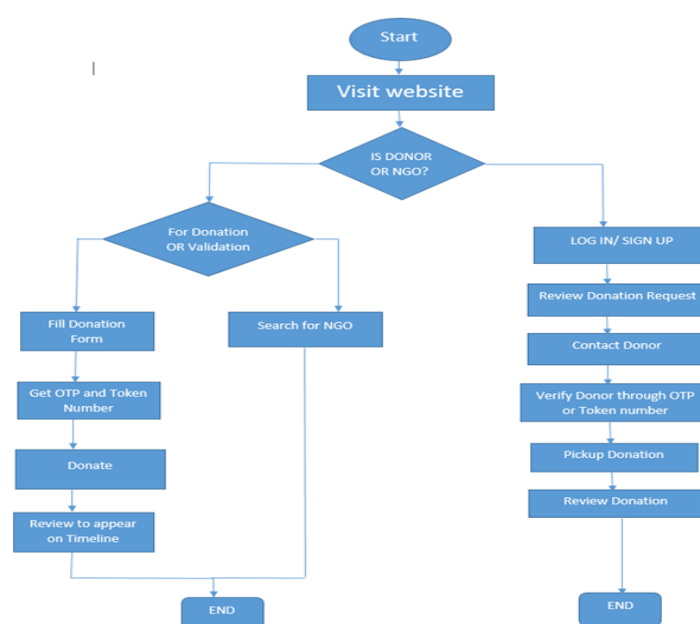 Start
Visit website
IS DONOR
OR NGO?
For Donation
OR Validation
LOG IN/ SIGN UP
Review Donation Request
Contact Donor
Verify Donor through OTP
or Token number
Pickup Donation
Review Donation
END
Fill Donation
Form
Get OTP and Token
Number
Donate
Review to appear
on Timeline
Search for NGO
END